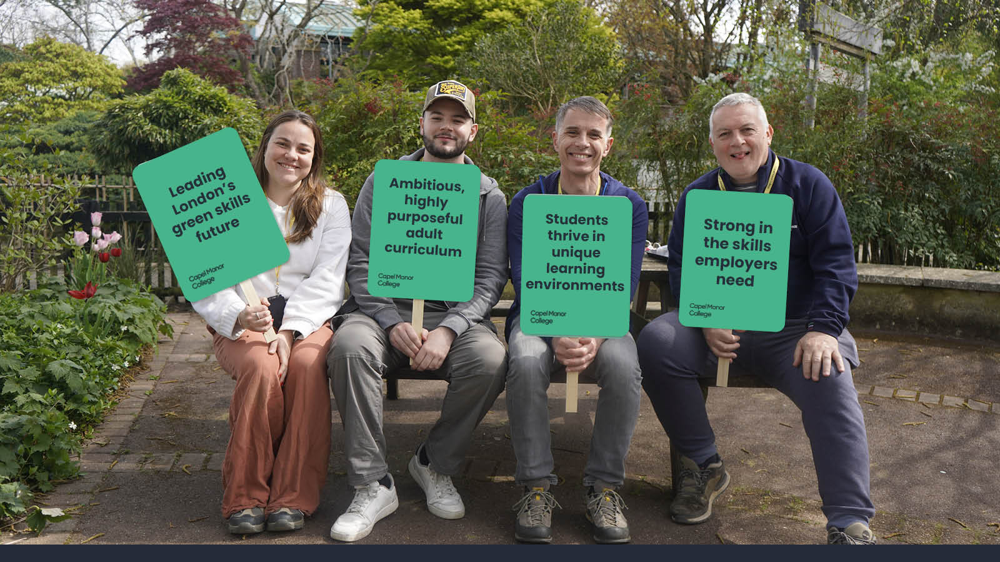 SUPERDRY
Leading
London's
green skills
future
Capel Manor
College
Ambitious,
highly
purposeful
adult
curriculum
Capel Manor
College
Students
thrive in
unique
learning
environments
Capel Manor
College
Strong in
the skills
employers
need
Capel Manor
College